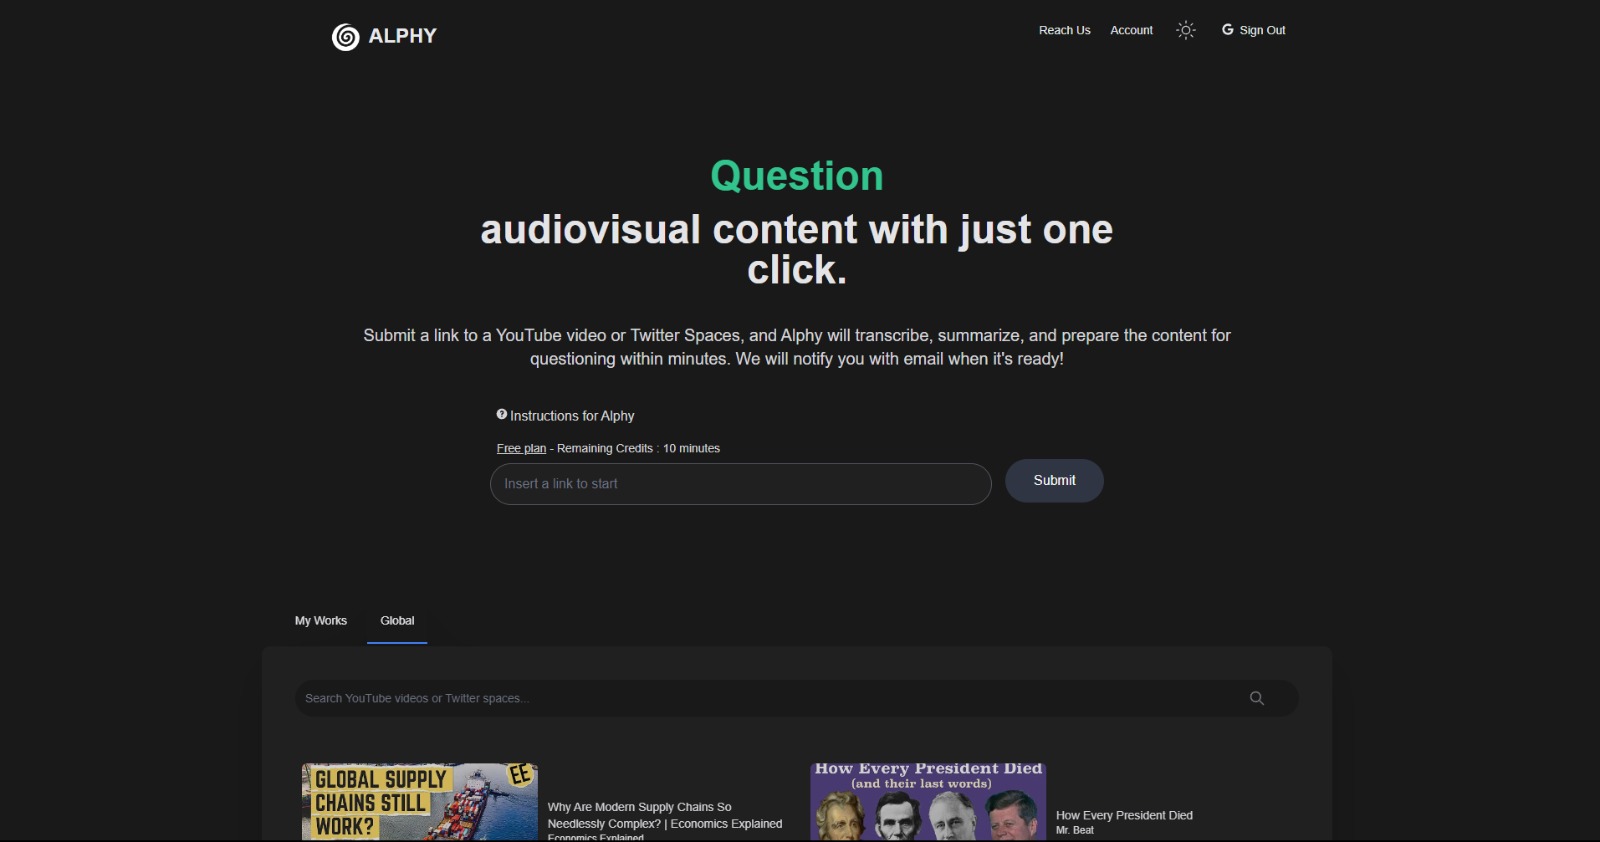 ALPHY
Reach Us
Account
Sign Out
Question
audiovisual content with just one
click.
Submit a link to a YouTube video or Twitter Spaces, and Alphy will transcribe, summarize, and prepare the content for
questioning within minutes. We will notify you with email when it's ready!
Instructions for Alphy
Free plan - Remaining Credits : 10 minutes
Insert a link to start
Submit
My Works
Global
Search YouTube videos or Twitter spaces...
GLOBAL SUPPLY
CHAINS STILL
WORK?
EE
Why Are Modern Supply Chains So
Needlessly Complex? | Economics Explained
Economics Explained
How Every President Died
(and their last words)
How Every President Died
Mr. Beat